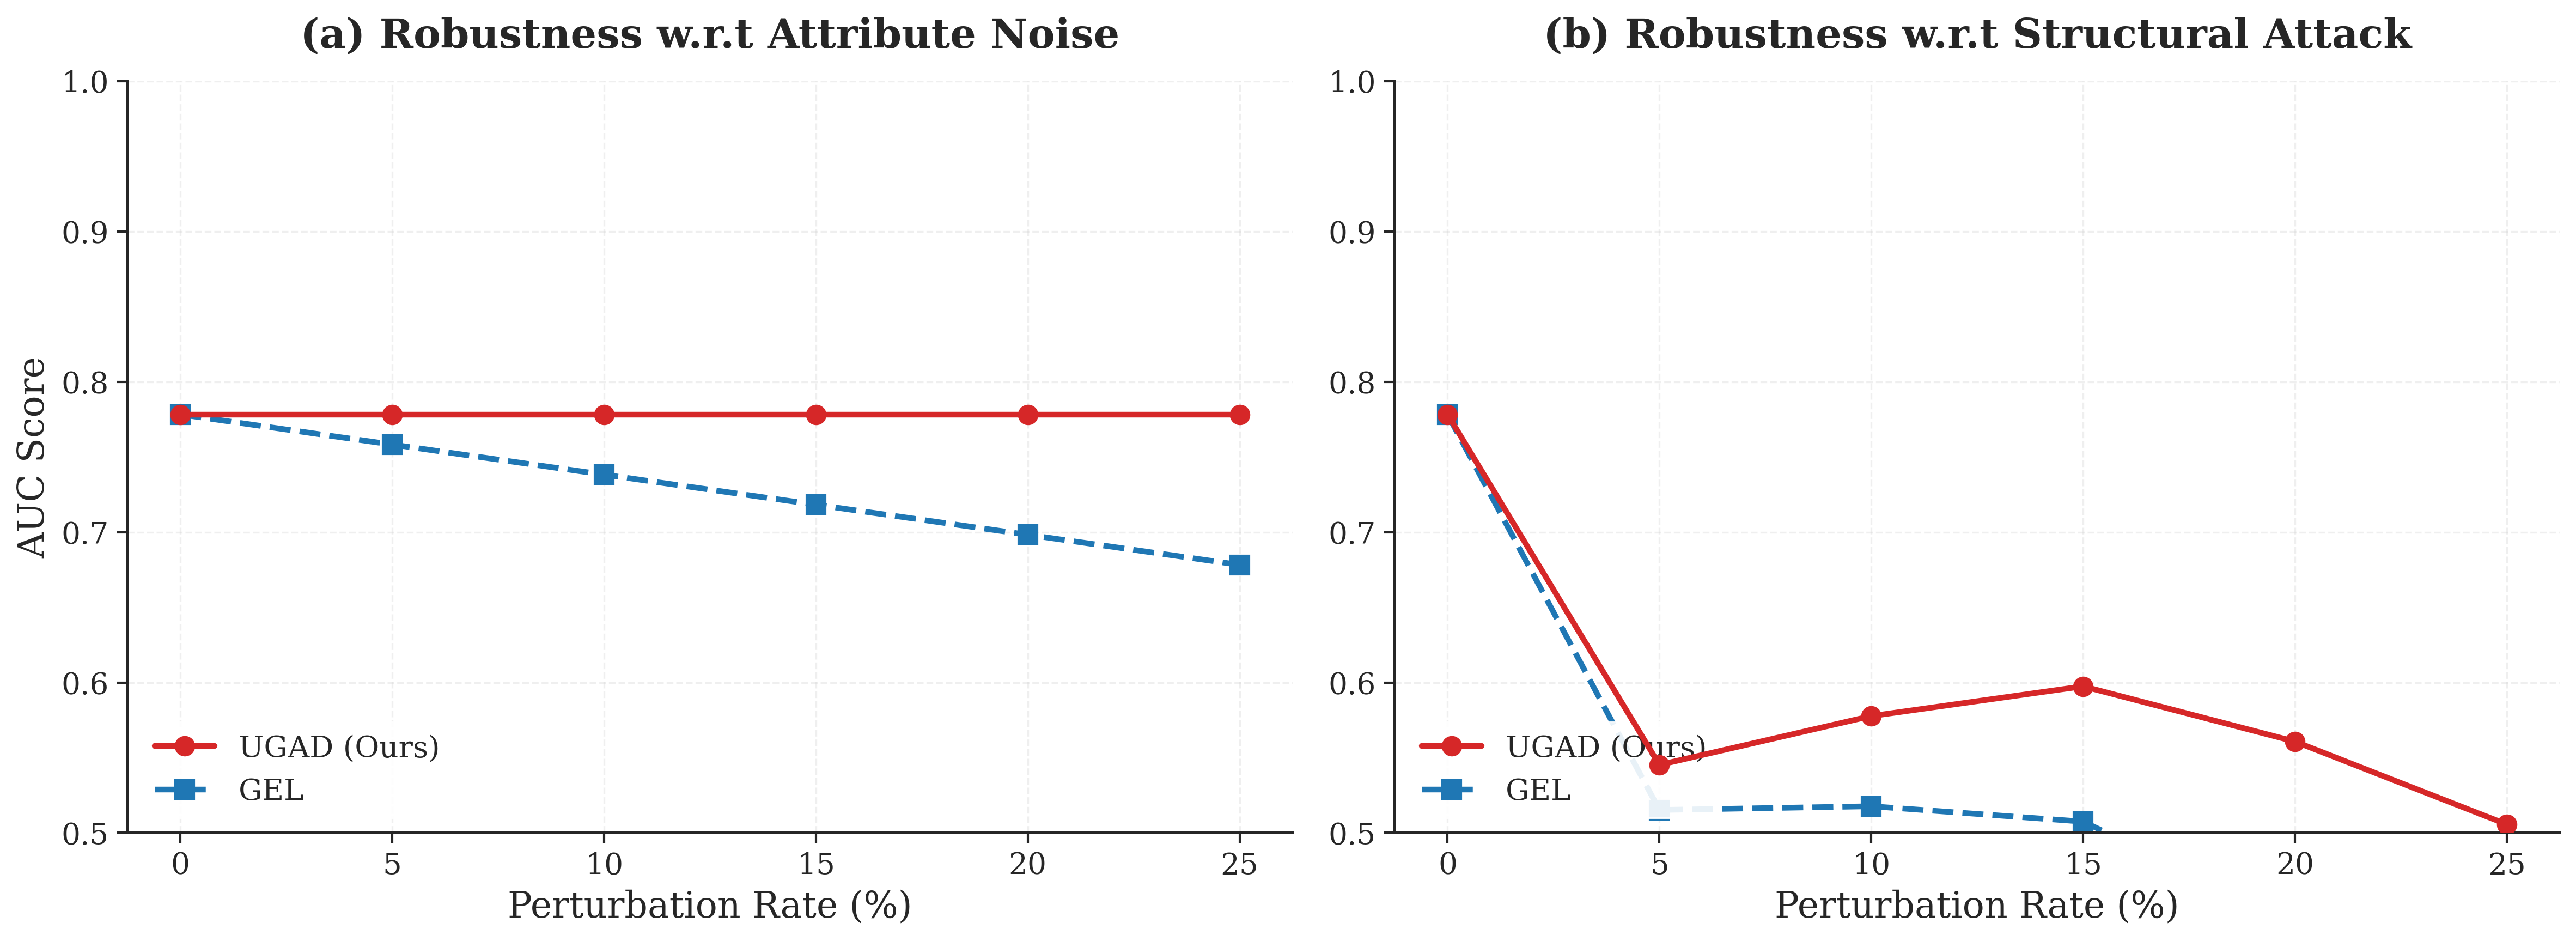 (a) Robustness w.r.t Attribute Noise
1.0
0.9
0.8
0.7
0.6
0.5
AUC Score
UGAD (Ours)
GEL
0 5 10 15 20 25
Perturbation Rate (%)
(b) Robustness w.r.t Structural Attack
1.0
0.9
0.8
0.7
0.6
0.5
UGAD (Ours)
GEL
0 5 10 15 20 25
Perturbation Rate (%)